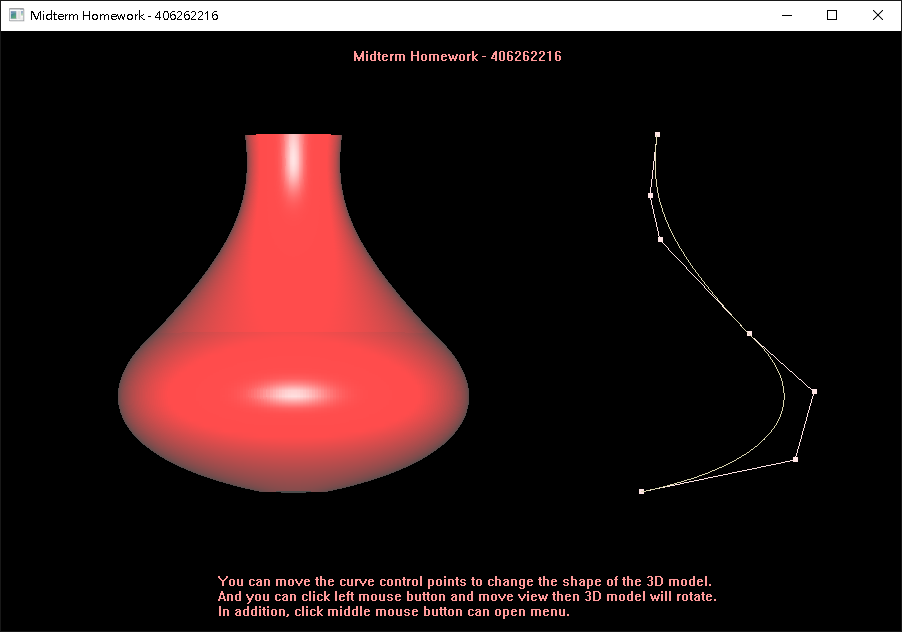 Midterm Homework - 406262216
Midterm Homework - 406262216
You can move the curve control points to change the shape of the 3D model.
And you can click left mouse button and move view then 3D model will rotate.
In addition, click middle mouse button can open menu.